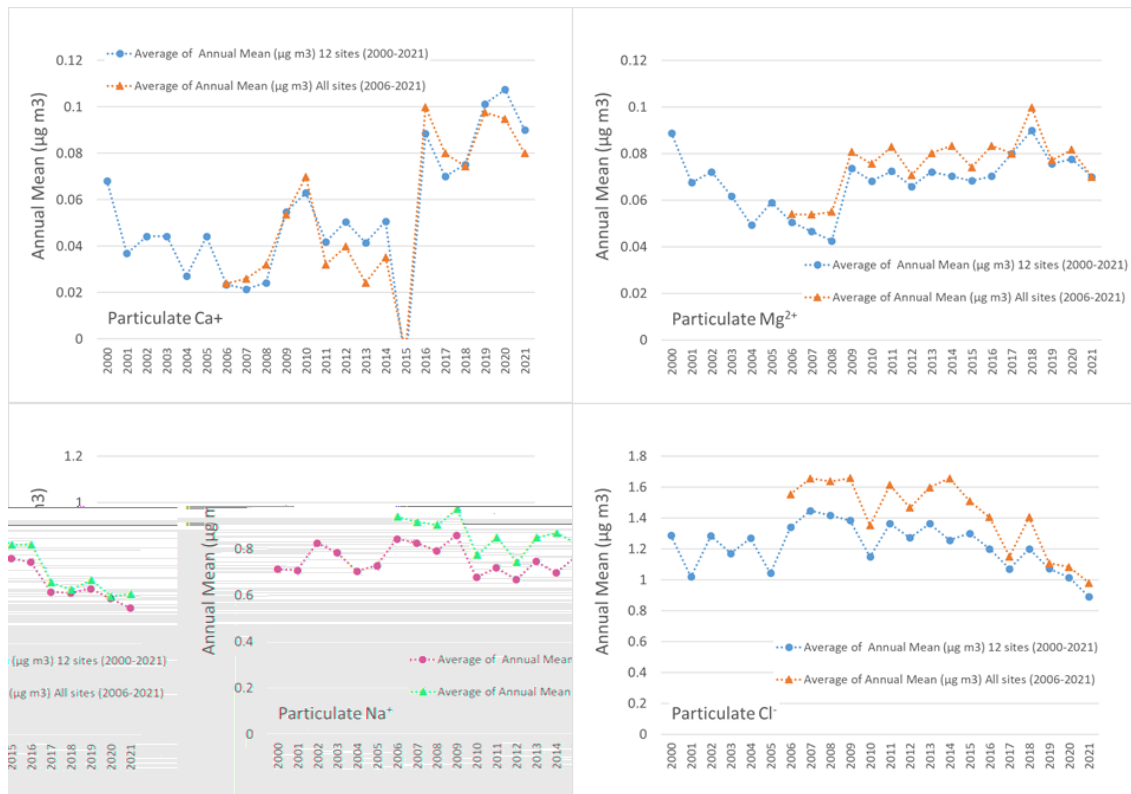 Average of Annual Mean (µg m3) 12 sites (2000-2021)
Average of Annual Mean (µg m3) All sites (2006-2021)
Annual Mean (µg m3)
0.12
0.1
0.08
0.06
0.04
0.02
0
Particulate Ca+
2000 2001 2002 2003 2004 2005 2006 2007 2008 2009 2010 2011 2012 2013 2014 2015 2016 2017 2018 2019 2020 2021
Annual Mean (µg m3)
0.12
0.1
0.08
0.06
0.04
0.02
0
Average of Annual Mean (µg m3) 12 sites (2000-2021)
Average of Annual Mean (µg m3) All sites (2006-2021)
Particulate Mg²⁺
2000 2001 2002 2003 2004 2005 2006 2007 2008 2009 2010 2011 2012 2013 2014 2015 2016 2017 2018 2019 2020 2021
1.2
1
m3)
(µg m3) 12 sites (2000-2021)
(µg m3) All sites (2006-2021)
2015 2016 2017 2018 2019 2020 2021
Annual Mean (µg m
0.8
0.6
0.4
0.2
0
Average of Annual Mean
Average of Annual Mean
Particulate Na⁺
2000 2001 2002 2003 2004 2005 2006 2007 2008 2009 2010 2011 2012 2013 2014
Annual Mean (µg m3)
1.8
1.6
1.4
1.2
1
0.8
0.6
0.4
0.2
0
Average of Annual Mean (µg m3) 12 sites (2000-2021)
Average of Annual Mean (µg m3) All sites (2006-2021)
Particulate Cl⁻
2000 2001 2002 2003 2004 2005 2006 2007 2008 2009 2010 2011 2012 2013 2014 2015 2016 2017 2018 2019 2020 2021